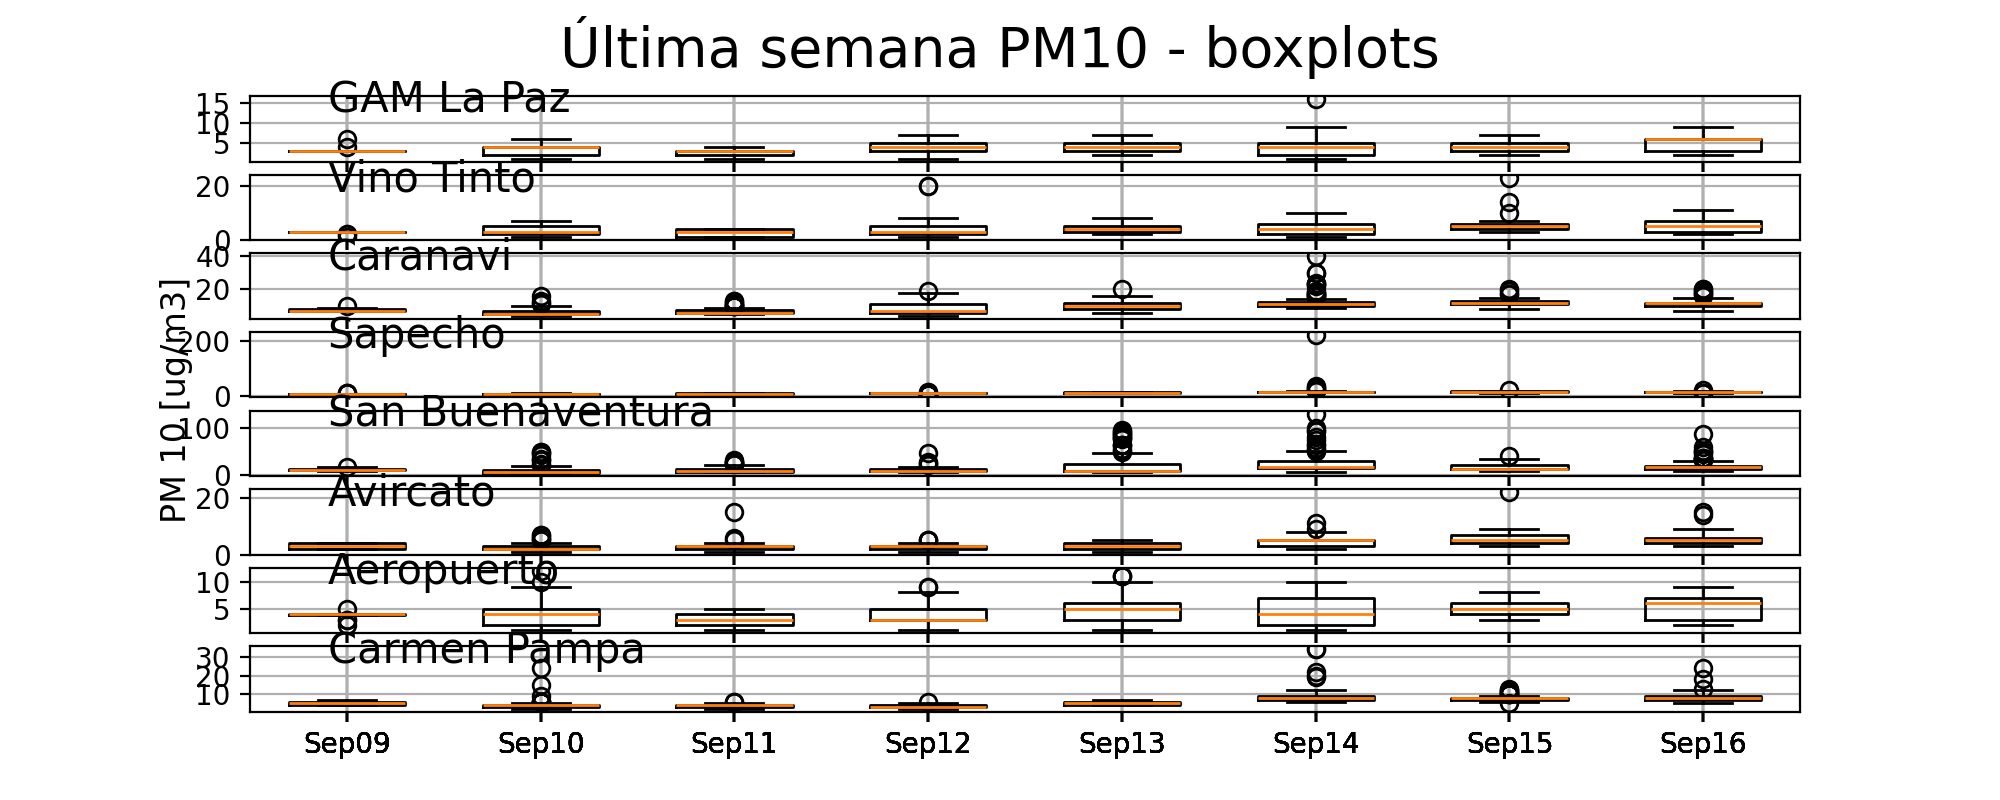 Última semana PM10 - boxplots
GAM La Paz
15
10
5
Vino Tinto
20
0
Caranavi
40
20
Sapecho
200
0
PM 10 [ug/m3]
San Buenaventura
100
0
Avircato
20
0
Aeropuerto
10
5
Carmen Pampa
30
20
10
Sep09 Sep10 Sep11 Sep12 Sep13 Sep14 Sep15 Sep16